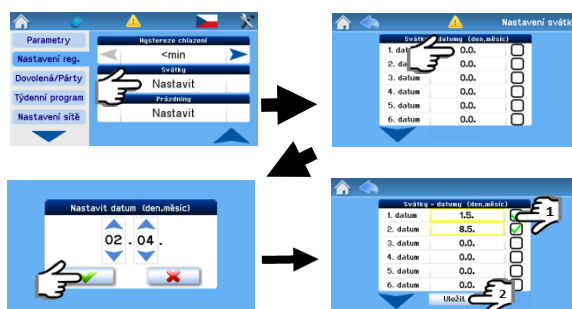 Parametry
Nastavení reg.
Dovolená/Párty
Týdenní program
Nastavení sítě
Hystereze chlazení
<min
Svátky
Nastavit
Prázdniny
Nastavit
Nastavení svátk
Svátky datumy (den,měsíc)
1. dat 0.0.
2. da 0.0.
3. datum 0.0.
4. datum 0.0.
5. datum 0.0.
6. datum 0.0.
Nastavit datum (den,měsíc)
02 . 04 .
Svátky - datumy (den,měsíc)
1. datum 1.5.
2. datum 8.5.
3. datum 0.0.
4. datum 0.0.
5. datum 0.0.
6. datum 0.0.
Uložit
1
2